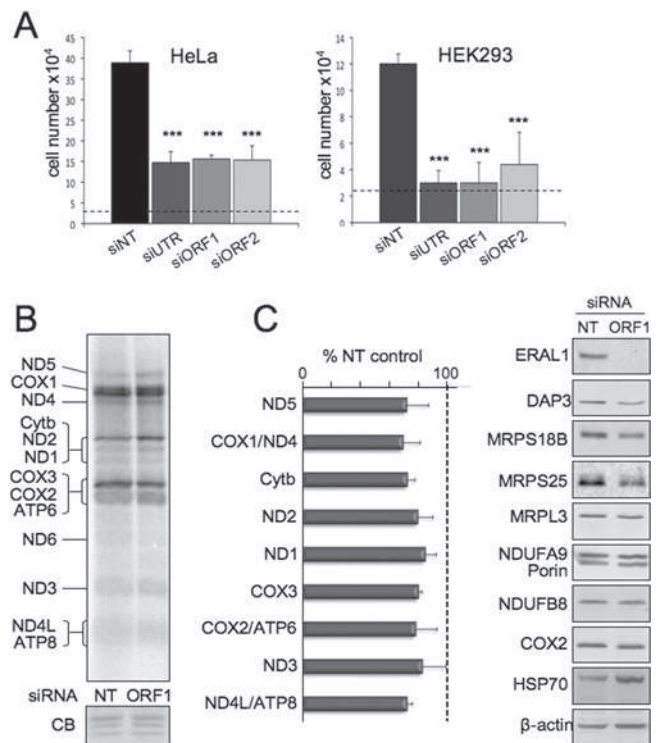 A
HeLa
cell number x10⁴
45
40
35
30
25
20
15
10
5
0
*** *** ***
siNT siUTR siORF1 siORF2
HEK293
cell number x10⁴
14
12
10
8
6
4
2
0
*** *** ***
siNT siUTR siORF1 siORF2
B
ND5
COX1
ND4
Cytb
ND2
ND1
COX3
COX2
ATP6
ND6
ND3
ND4L
ATP8
siRNA NT ORF1
CB
C
% NT control
0 100
ND5
COX1/ND4
Cytb
ND2
ND1
COX3
COX2/ATP6
ND3
ND4L/ATP8
siRNA
NT ORF1
ERAL1
DAP3
MRPS18B
MRPS25
MRPL3
NDUFA9
Porin
NDUFB8
COX2
HSP70
β-actin